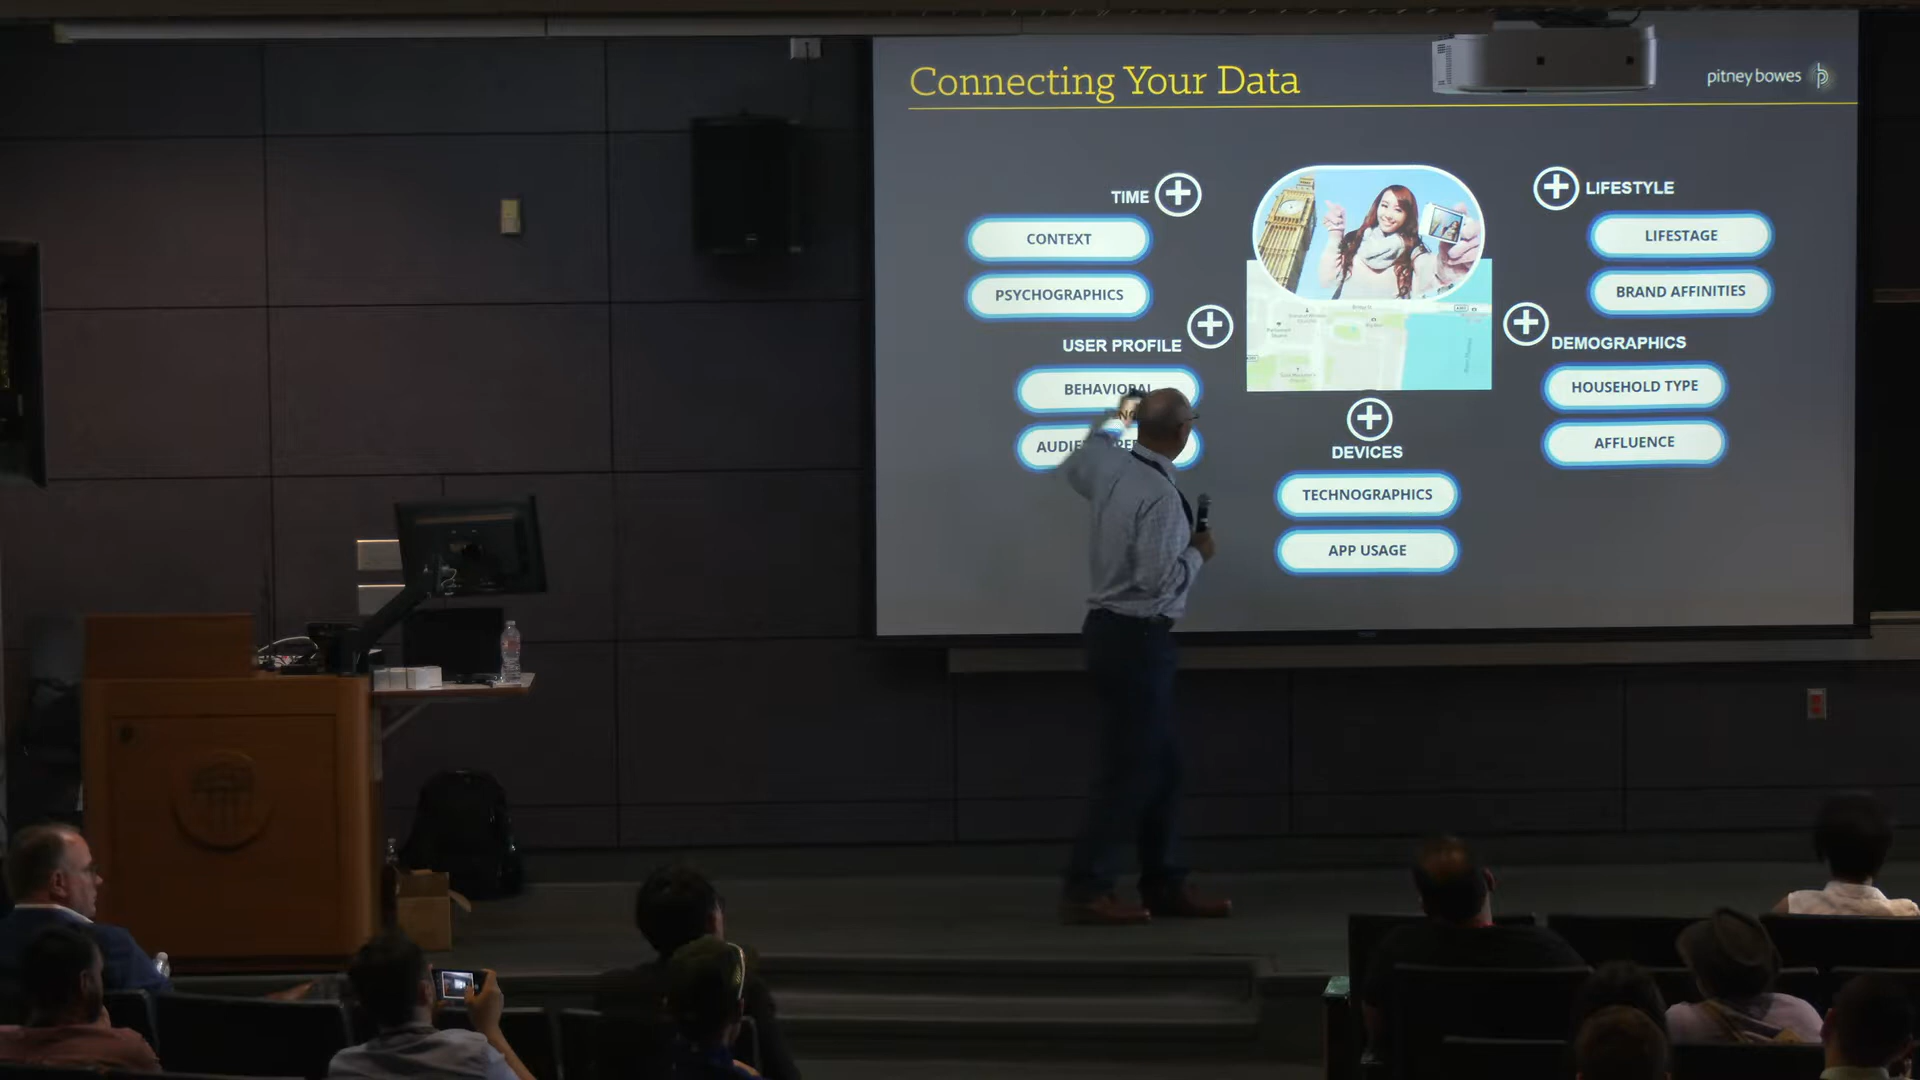 Connecting Your Data
pitney bowes
TIME
CONTEXT
PSYCHOGRAPHICS
USER PROFILE
BEHAVIORAL
LIFESTYLE
LIFESTAGE
BRAND AFFINITIES
DEMOGRAPHICS
HOUSEHOLD TYPE
AFFLUENCE
DEVICES
TECHNOGRAPHICS
APP USAGE